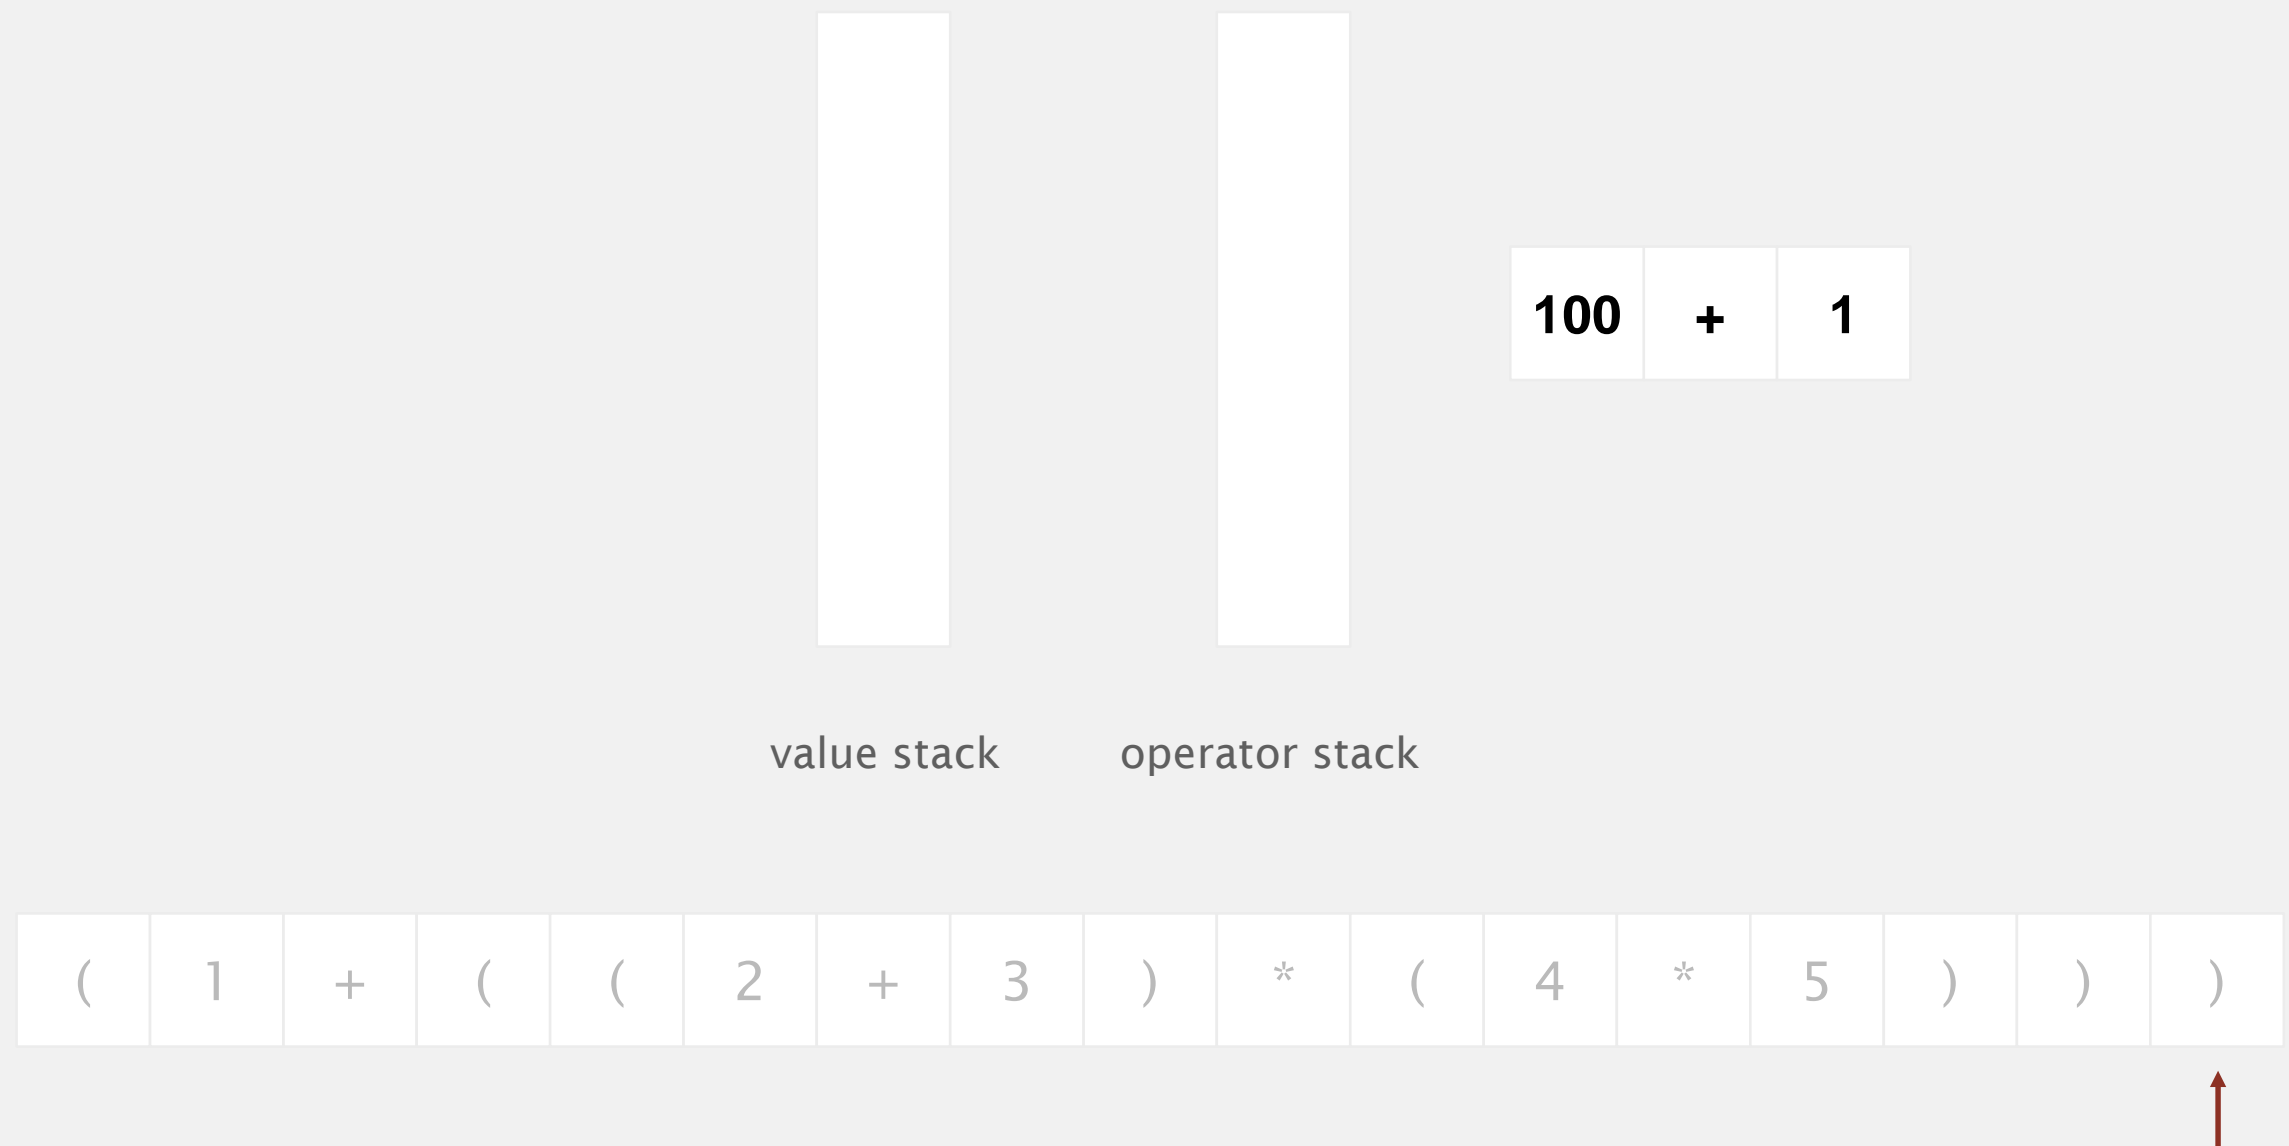 100 + 1
value stack operator stack
( 1 + ( ( 2 + 3 ) * ( 4 * 5 ) ) )